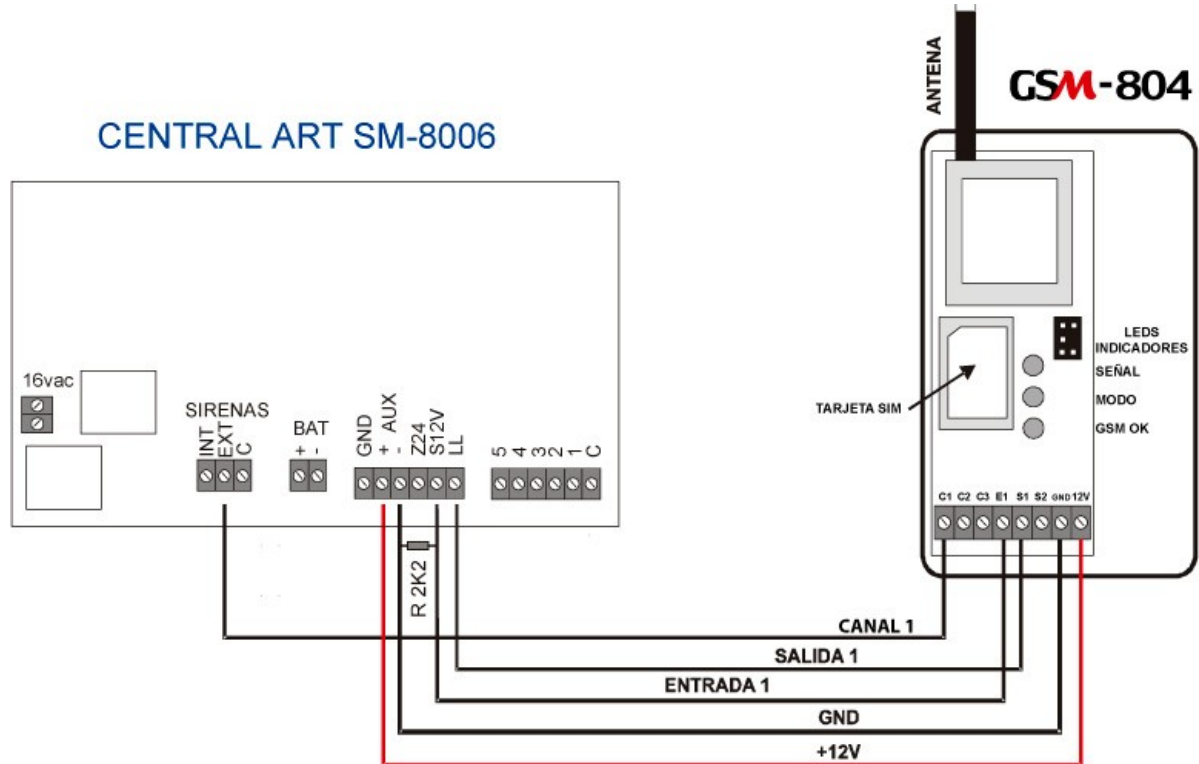 ANTENA
GSM-804
CENTRAL ART SM-8006
LEDS
INDICADORES
SEÑAL
MODO
GSM OK
TARJETA SIM
16vac
SIRENAS
INT
EXT
C
BAT
+
-
GND
+ AUX
-
Z24
S12V
LL
5
4
3
2
1
C
C1 C2 C3 E1 S1 S2 GND 12V
R 2K2
CANAL 1
SALIDA 1
ENTRADA 1
GND
+12V